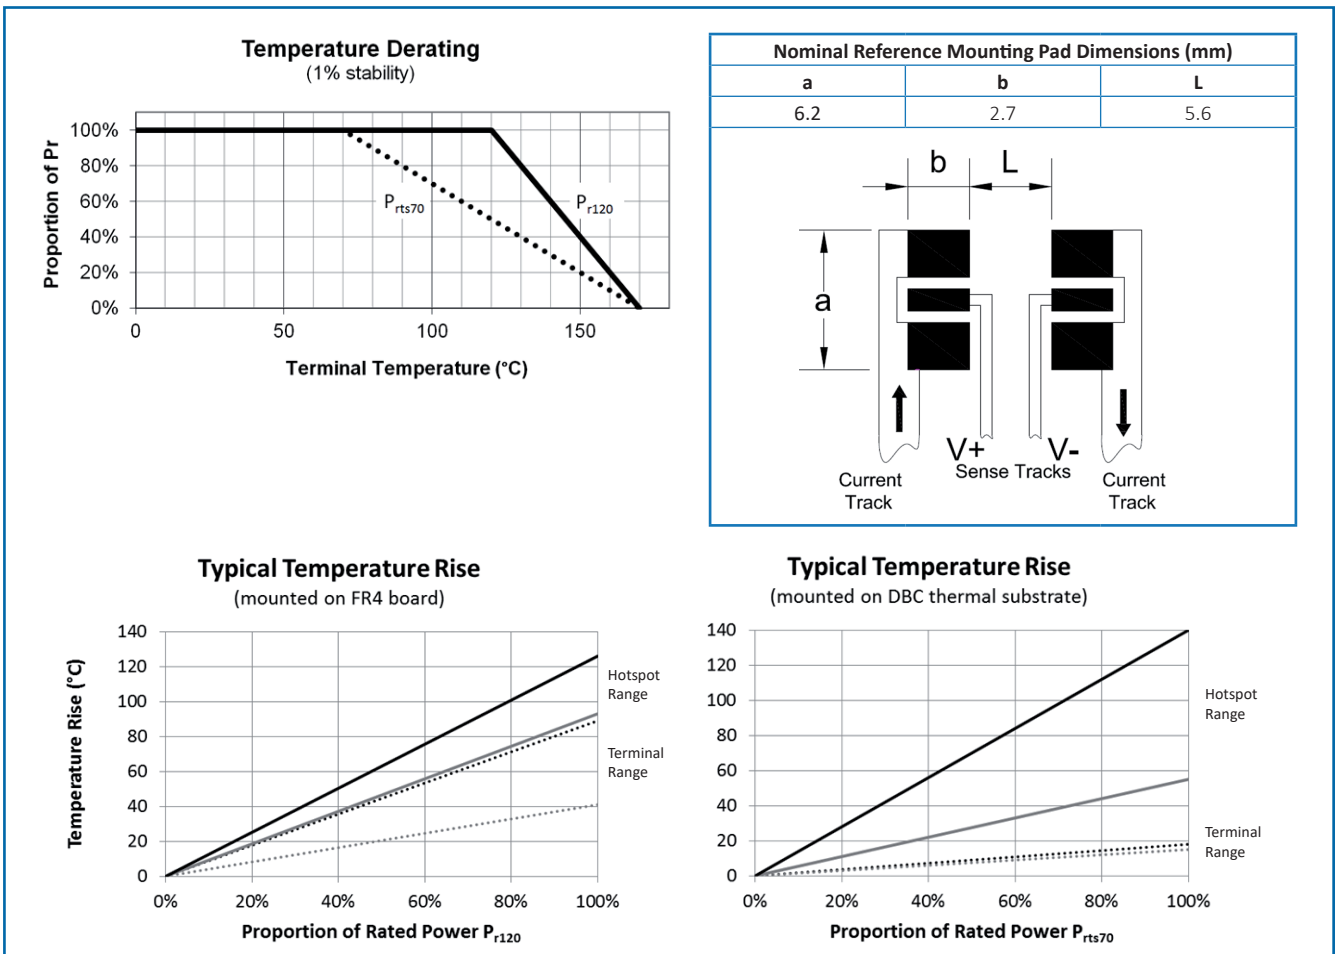 Temperature Derating
(1% stability)
Proportion of Pr
100%
80%
60%
40%
20%
0%
Prts70
Pr120
0 50 100 150
Terminal Temperature (°C)
Nominal Reference Mounting Pad Dimensions (mm)
a b L
6.2 2.7 5.6
b L
a
V+ V-
Sense Tracks
Current
Track
Current
Track
Typical Temperature Rise
(mounted on FR4 board)
Temperature Rise (°C)
140
120
100
80
60
40
20
0
Hotspot
Range
Terminal
Range
0% 20% 40% 60% 80% 100%
Proportion of Rated Power Pr120
Typical Temperature Rise
(mounted on DBC thermal substrate)
140
120
100
80
60
40
20
0
Hotspot
Range
Terminal
Range
0% 20% 40% 60% 80% 100%
Proportion of Rated Power Prts70